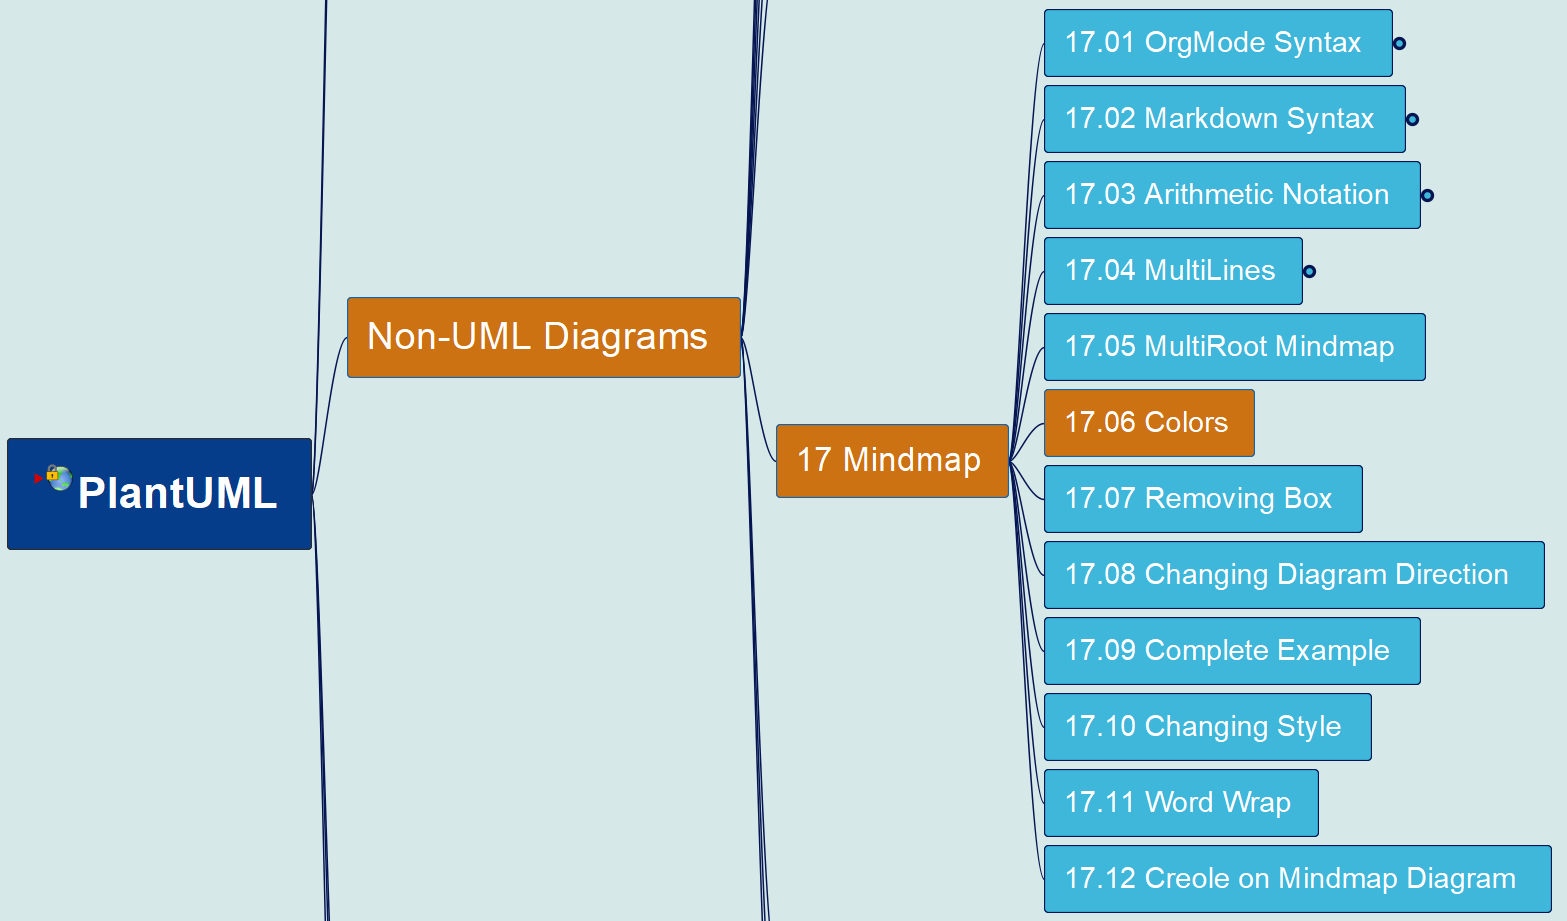 PlantUML
Non-UML Diagrams
17 Mindmap
17.01 OrgMode Syntax
17.02 Markdown Syntax
17.03 Arithmetic Notation
17.04 MultiLines
17.05 MultiRoot Mindmap
17.06 Colors
17.07 Removing Box
17.08 Changing Diagram Direction
17.09 Complete Example
17.10 Changing Style
17.11 Word Wrap
17.12 Creole on Mindmap Diagram